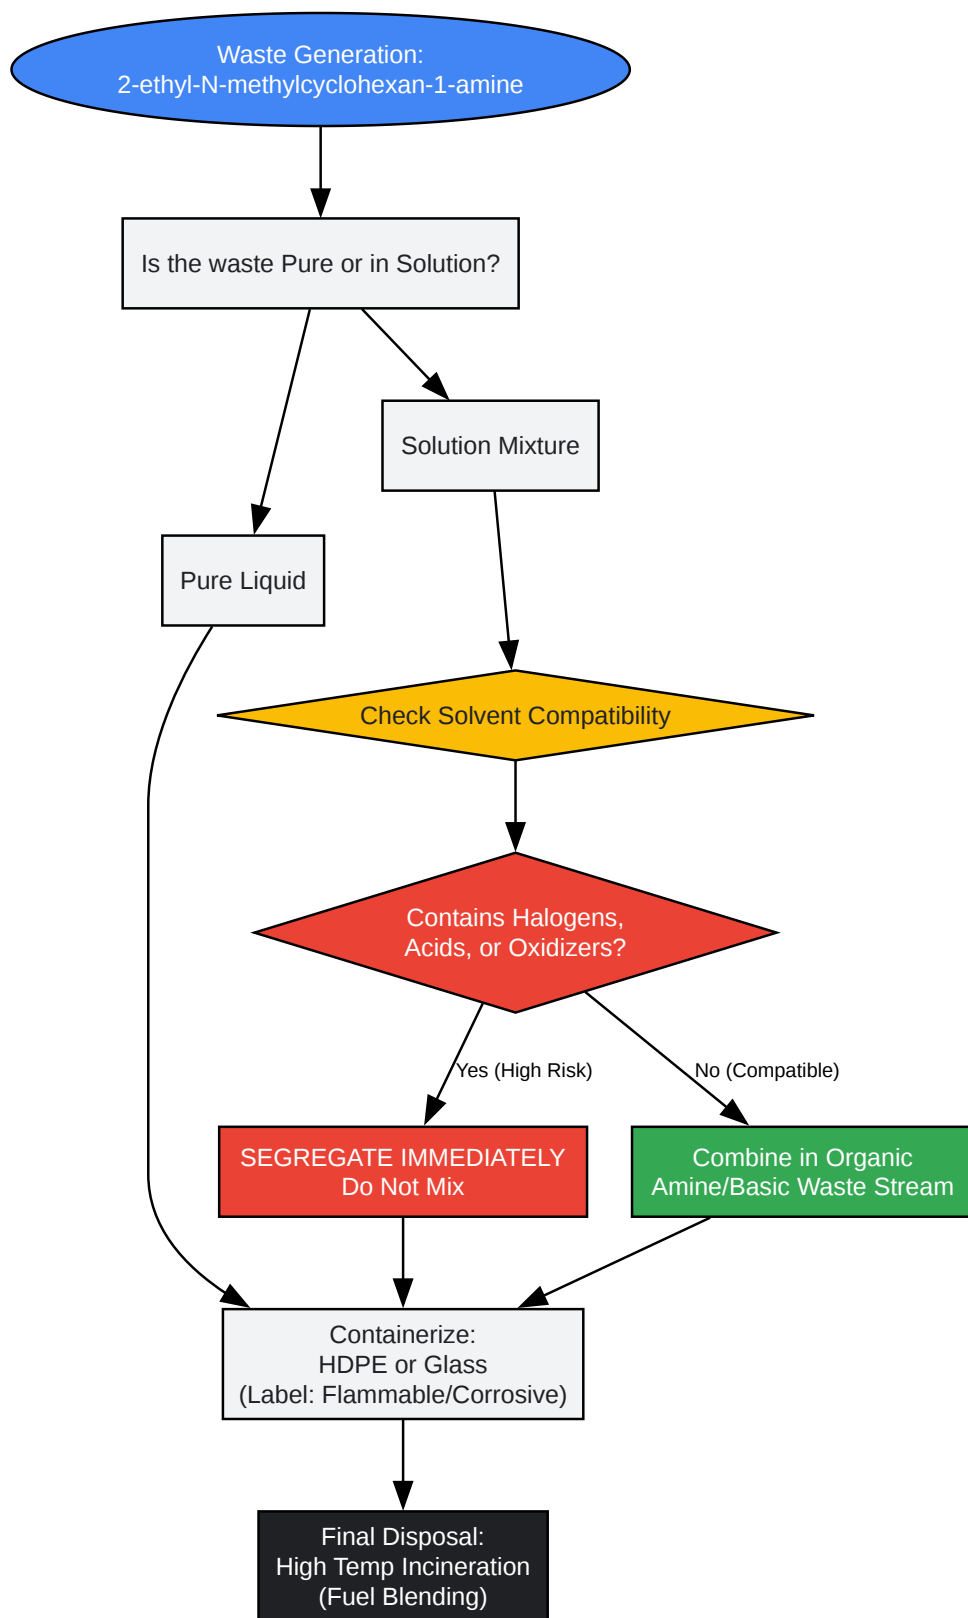 Waste Generation:
2-ethyl-N-methylcyclohexan-1-amine
Is the waste Pure or in Solution?
Solution Mixture
Pure Liquid
Check Solvent Compatibility
Contains Halogens,
Acids, or Oxidizers?
Yes (High Risk)
No (Compatible)
SEGREGATE IMMEDIATELY
Do Not Mix
Combine in Organic
Amine/Basic Waste Stream
Containerize:
HDPE or Glass
(Label: Flammable/Corrosive)
Final Disposal:
High Temp Incineration
(Fuel Blending)